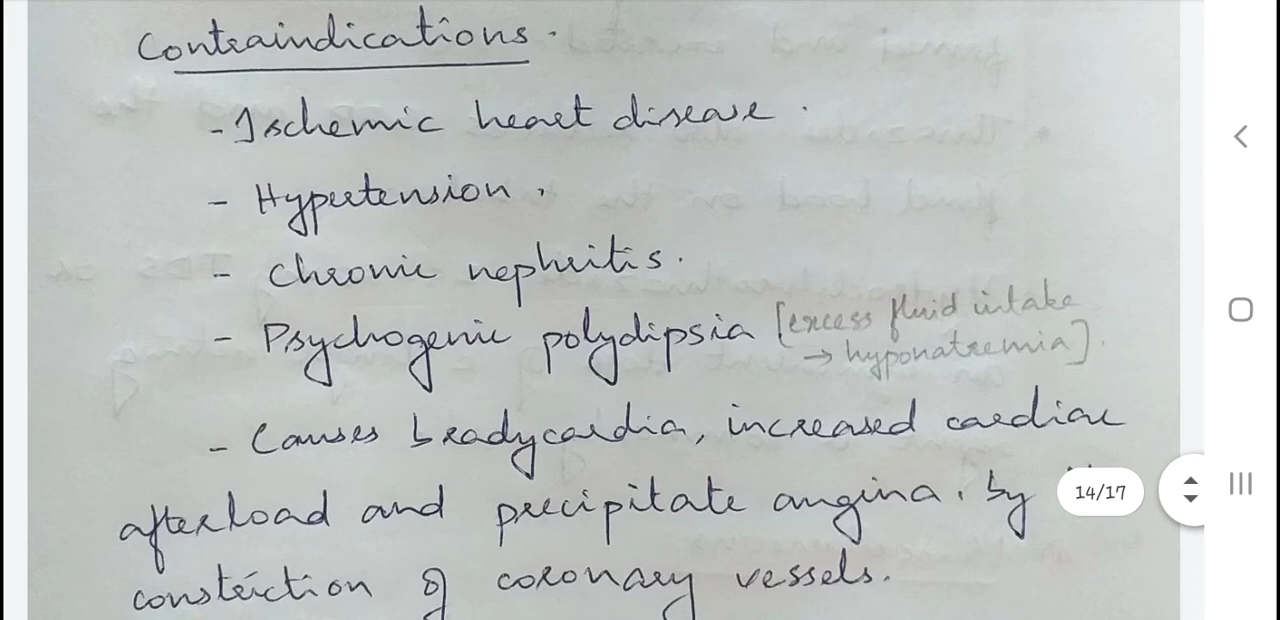 Contraindications.
- Ischemic heart disease.
- Hypertension.
- Chronic nephritis.
- Psychogenic polydipsia [excess fluid intake
→ hyponatremia].
- Causes bradycardia, increased cardiac
afterload and precipitate angina. by
14/17
constriction of coronary vessels.